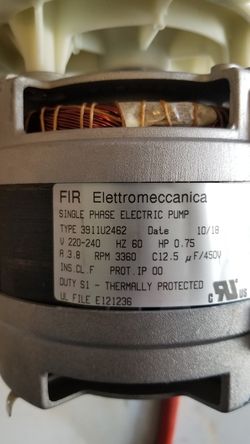 FIR Elettromeccanica
SINGLE PHASE ELECTRIC PUMP
TYPE 3911U2462 Date 10/18
V 220-240 HZ 60 HP 0.75
A 3.8 RPM 3360 C12.5 µF/450V
INS.CL.F PROT.IP 00
DUTY S1 - THERMALLY PROTECTED
UL FILE E121236
C RU US